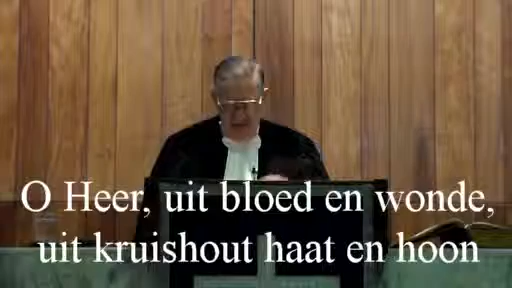 O Heer, uit bloed en wonde,
uit kruishout haat en hoon